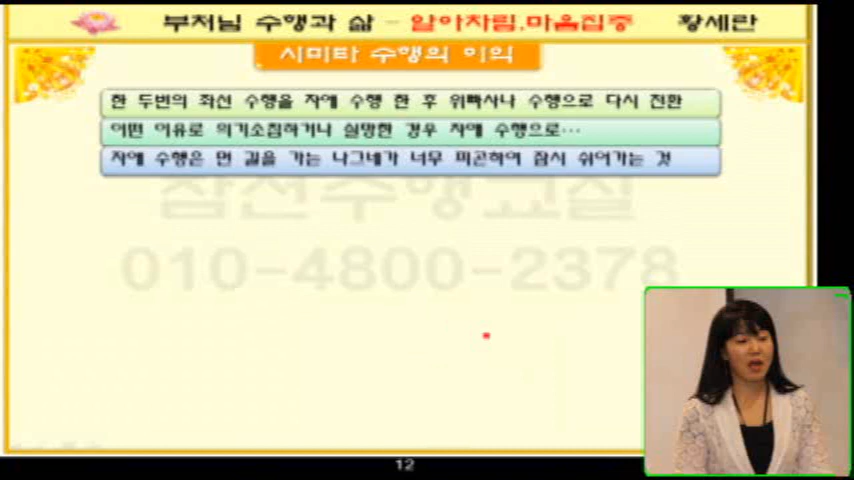 부처님 수행과 삶 - 알아차림.마음집중 황세란
시미타 수행의 이익
한 두번의 좌선 수행을 자애 수행 한 후 위빠사나 수행으로 다시 전환
어떤 이유로 의기소침하거나 실망한 경우 자애 수행으로...
자애 수행은 먼 길을 가는 나그네가 너무 피곤하여 잠시 쉬어가는 것
참선수행교실
010-4800-2378
12